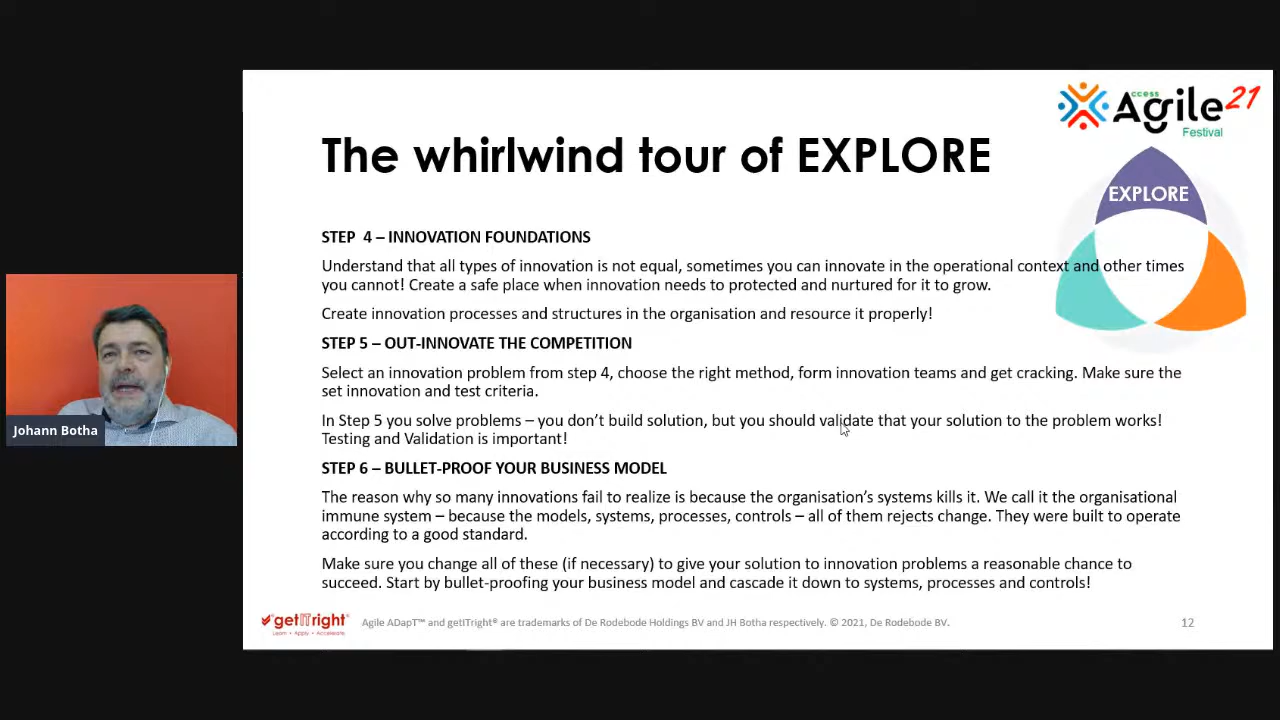 ccess
Agile 21
Festival
The whirlwind tour of EXPLORE
EXPLORE
STEP 4 – INNOVATION FOUNDATIONS
Understand that all types of innovation is not equal, sometimes you can innovate in the operational context and other times
you cannot! Create a safe place when innovation needs to protected and nurtured for it to grow.
Create innovation processes and structures in the organisation and resource it properly!
STEP 5 – OUT-INNOVATE THE COMPETITION
Select an innovation problem from step 4, choose the right method, form innovation teams and get cracking. Make sure the
set innovation and test criteria.
In Step 5 you solve problems – you don't build solution, but you should validate that your solution to the problem works!
Testing and Validation is important!
STEP 6 – BULLET-PROOF YOUR BUSINESS MODEL
The reason why so many innovations fail to realize is because the organisation's systems kills it. We call it the organisational
immune system – because the models, systems, processes, controls – all of them rejects change. They were built to operate
according to a good standard.
Make sure you change all of these (if necessary) to give your solution to innovation problems a reasonable chance to
succeed. Start by bullet-proofing your business model and cascade it down to systems, processes and controls!
Johann Botha
getITright®
Learn • Apply • Accelerate
Agile ADapT™ and getITright® are trademarks of De Rodebode Holdings BV and JH Botha respectively. © 2021, De Rodebode BV.
12